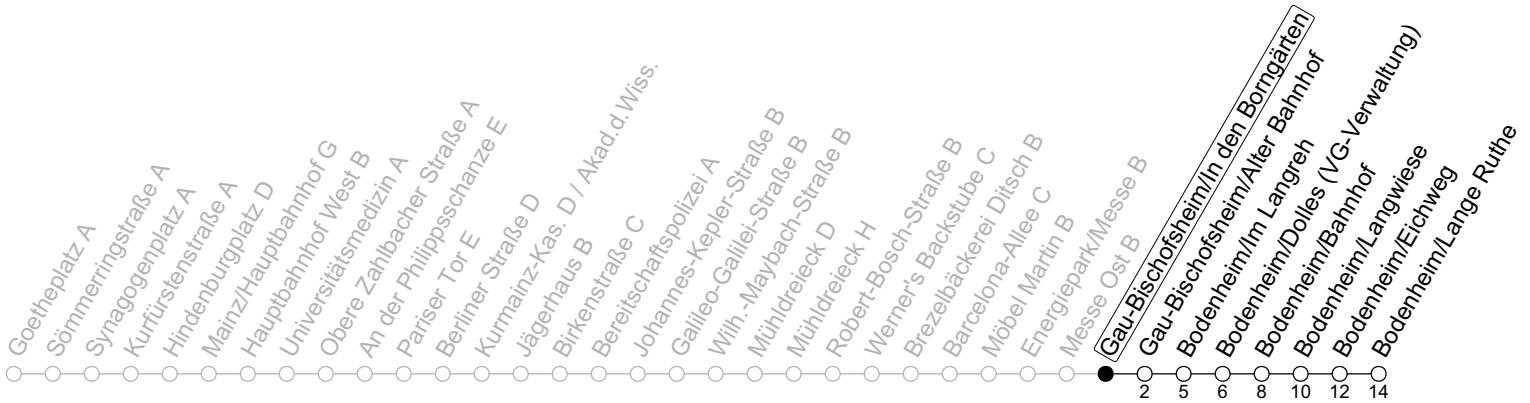 Goetheplatz A
Sömmerringstraße A
Synagogenplatz A
Kurfürstenstraße A
Hindenburgplatz D
Mainz/Hauptbahnhof G
Hauptbahnhof West B
Universitätsmedizin A
Obere Zahlbacher Straße A
An der Philippsschanze E
Pariser Tor E
Berliner Straße D
Kurmainz-Kas. D / Akad.d.Wiss.
Jägerhaus B
Birkenstraße C
Bereitschaftspolizei A
Johannes-Kepler-Straße B
Galileo-Galilei-Straße B
Wilh.-Maybach-Straße B
Mühldreieck D
Mühldreieck H
Robert-Bosch-Straße B
Werner's Backstube C
Brezelbäckerei Ditsch B
Barcelona-Allee C
Möbel Martin B
Energiepark/Messe B
Messe Ost B
Gau-Bischofsheim/In den Borngärten
Gau-Bischofsheim/Alter Bahnhof
Bodenheim/Im Langreh
Bodenheim/Dolles (VG-Verwaltung)
Bodenheim/Bahnhof
Bodenheim/Langwiese
Bodenheim/Eichweg
Bodenheim/Lange Ruthe
2 5 6 8 10 12 14